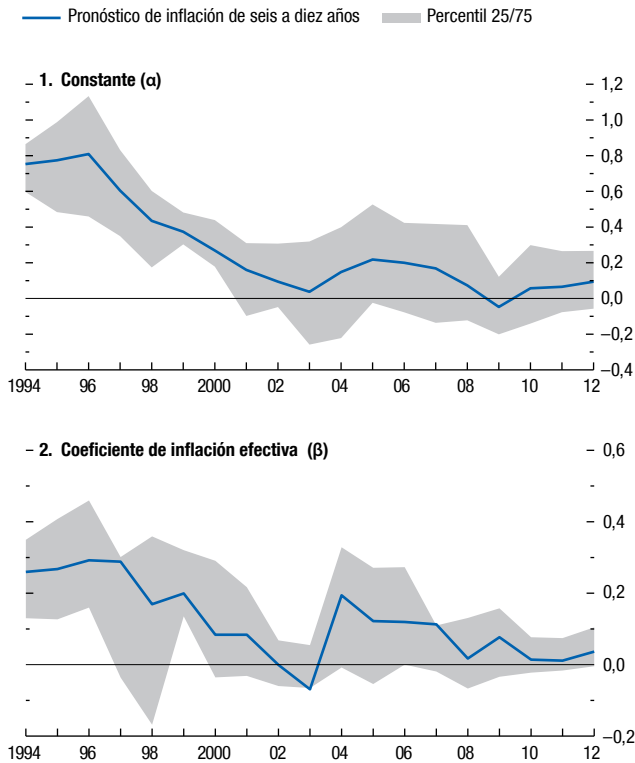 Pronóstico de inflación de seis a diez años Percentil 25/75
1. Constante (α)
1,2
1,0
0,8
0,6
0,4
0,2
0,0
–0,2
–0,4
1994 96 98 2000 02 04 06 08 10 12
2. Coeficiente de inflación efectiva (β)
0,6
0,4
0,2
0,0
–0,2
1994 96 98 2000 02 04 06 08 10 12